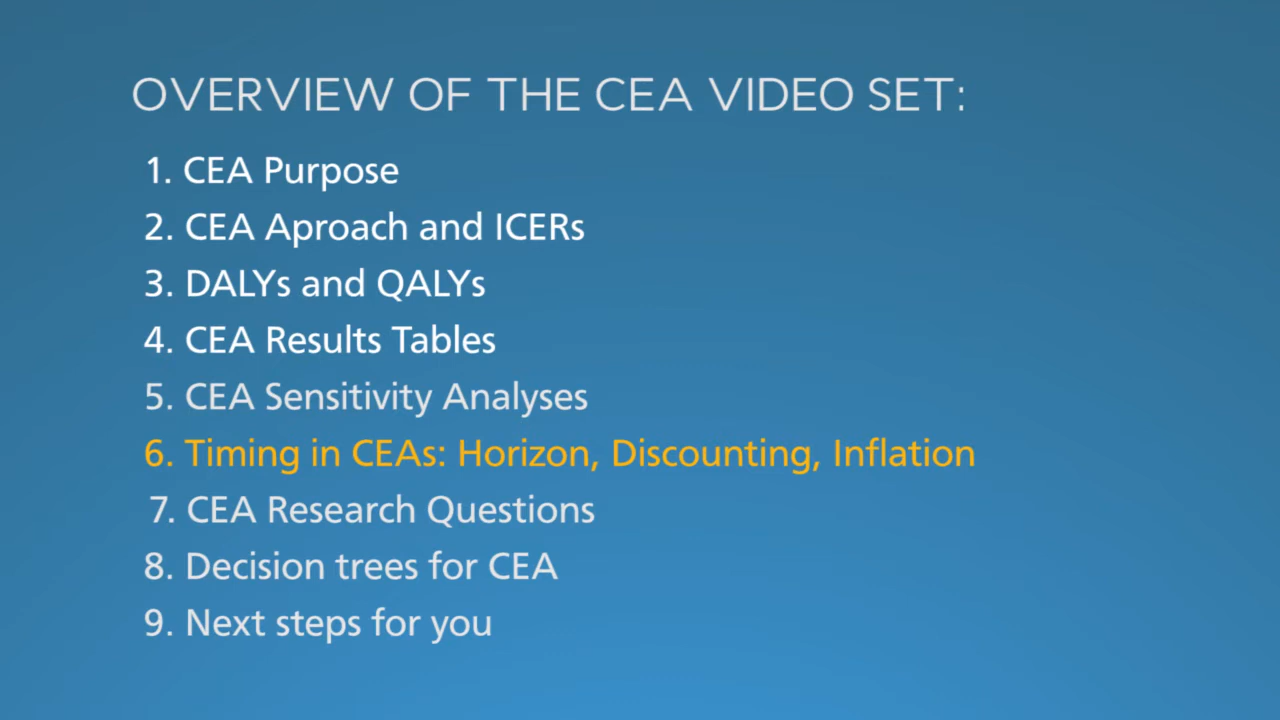 OVERVIEW OF THE CEA VIDEO SET:
1. CEA Purpose
2. CEA Aproach and ICERs
3. DALYs and QALYs
4. CEA Results Tables
5. CEA Sensitivity Analyses
6. Timing in CEAs: Horizon, Discounting, Inflation
7. CEA Research Questions
8. Decision trees for CEA
9. Next steps for you